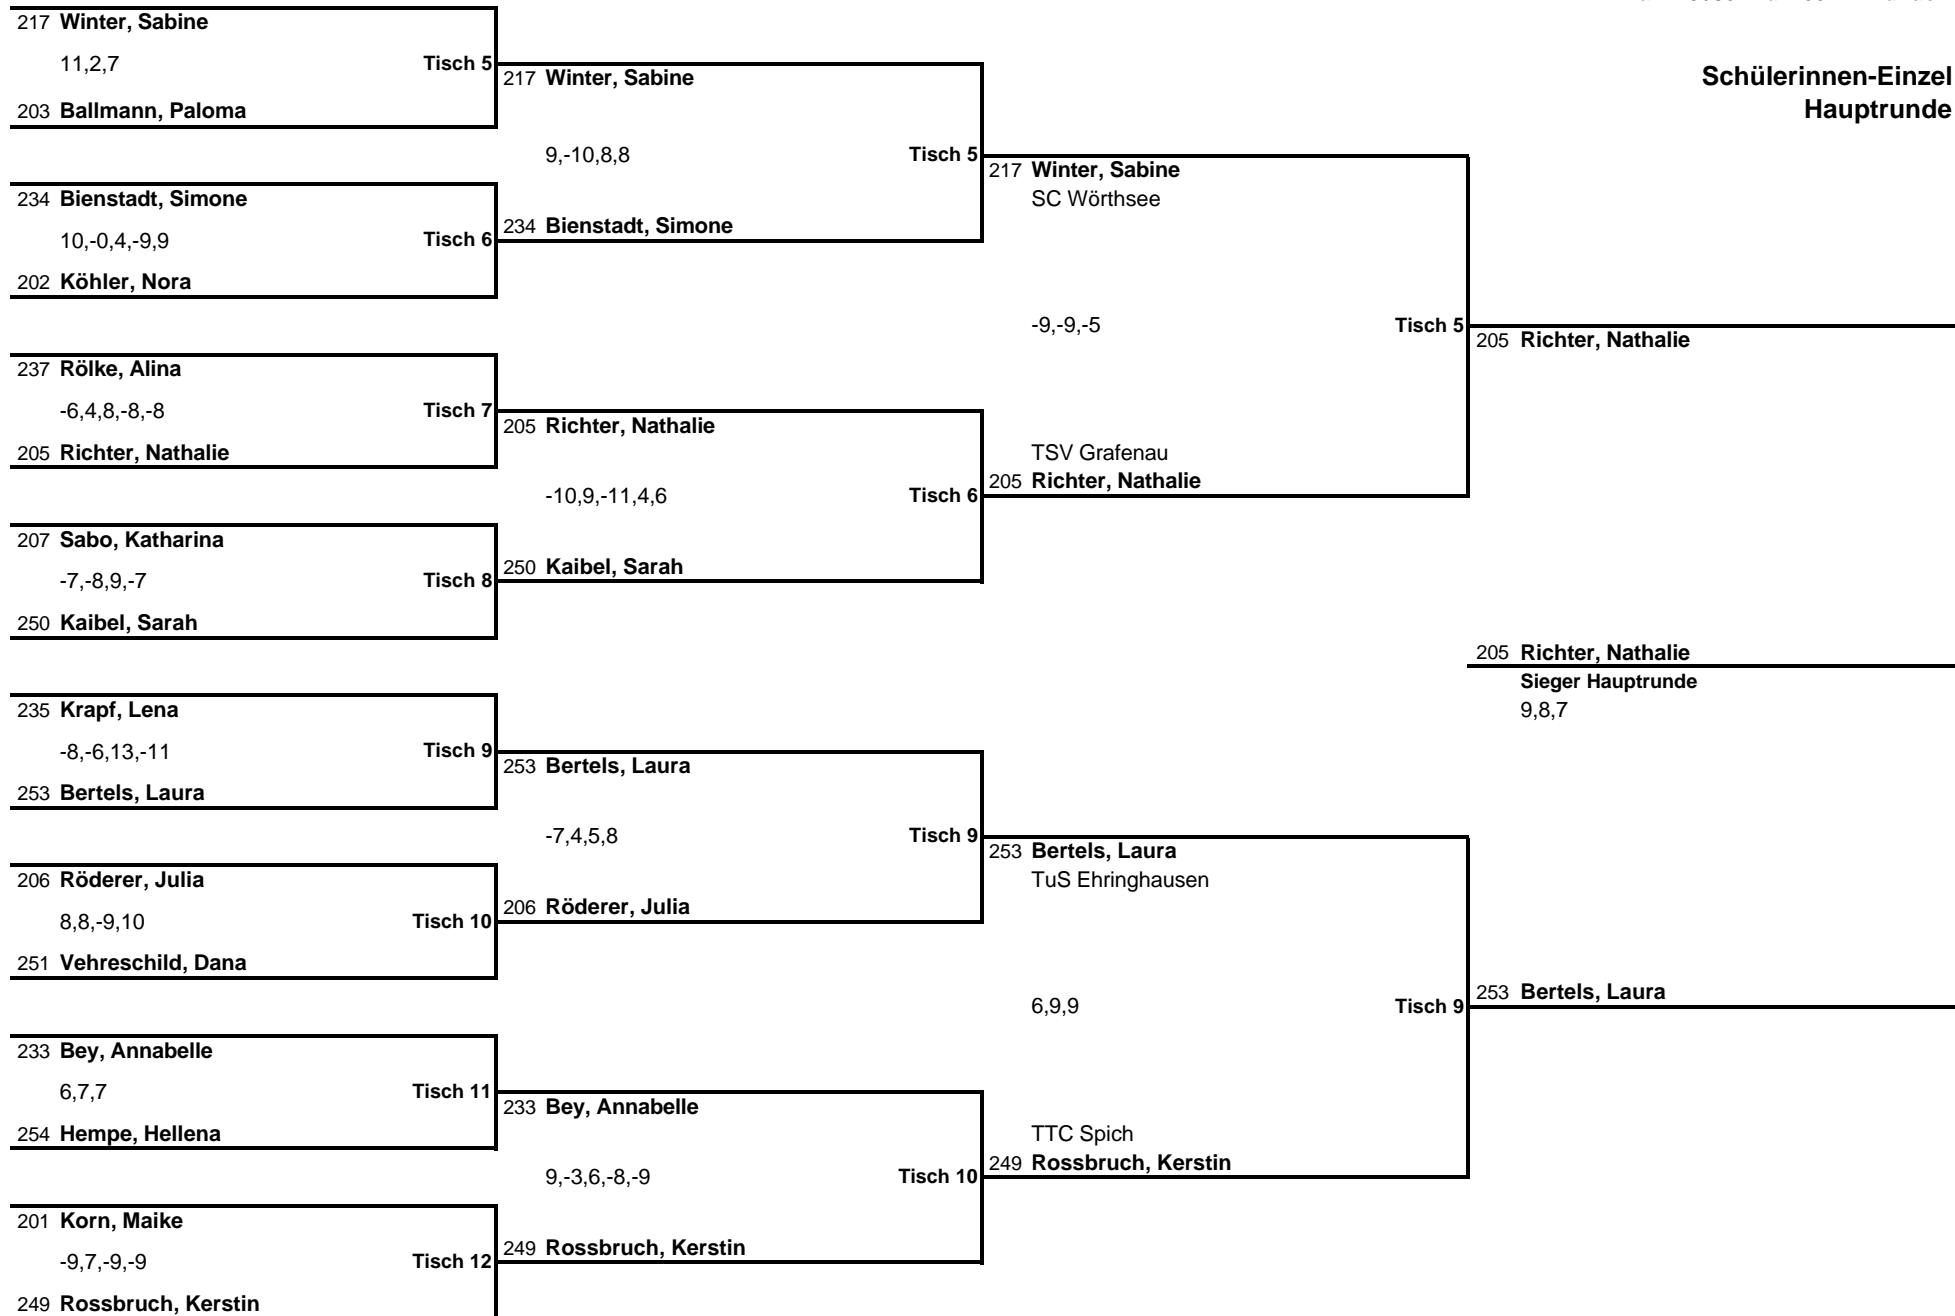 Schülerinnen-Einzel
Hauptrunde
217 Winter, Sabine
11,2,7 Tisch 5
203 Ballmann, Paloma
234 Bienstadt, Simone
10,-0,4,-9,9 Tisch 6
202 Köhler, Nora
237 Rölke, Alina
-6,4,8,-8,-8 Tisch 7
205 Richter, Nathalie
207 Sabo, Katharina
-7,-8,9,-7 Tisch 8
250 Kaibel, Sarah
235 Krapf, Lena
-8,-6,13,-11 Tisch 9
253 Bertels, Laura
206 Röderer, Julia
8,8,-9,10 Tisch 10
251 Vehreschild, Dana
233 Bey, Annabelle
6,7,7 Tisch 11
254 Hempe, Hellena
201 Korn, Maike
-9,7,-9,-9 Tisch 12
249 Rossbruch, Kerstin
217 Winter, Sabine
9,-10,8,8 Tisch 5
234 Bienstadt, Simone
205 Richter, Nathalie
-10,9,-11,4,6 Tisch 6
250 Kaibel, Sarah
253 Bertels, Laura
-7,4,5,8 Tisch 9
206 Röderer, Julia
233 Bey, Annabelle
9,-3,6,-8,-9 Tisch 10
249 Rossbruch, Kerstin
217 Winter, Sabine
SC Wörthsee
-9,-9,-5 Tisch 5
TSV Grafenau
205 Richter, Nathalie
253 Bertels, Laura
TuS Ehringhausen
6,9,9 Tisch 9
TTC Spich
249 Rossbruch, Kerstin
205 Richter, Nathalie
205 Richter, Nathalie
Sieger Hauptrunde
9,8,7
253 Bertels, Laura